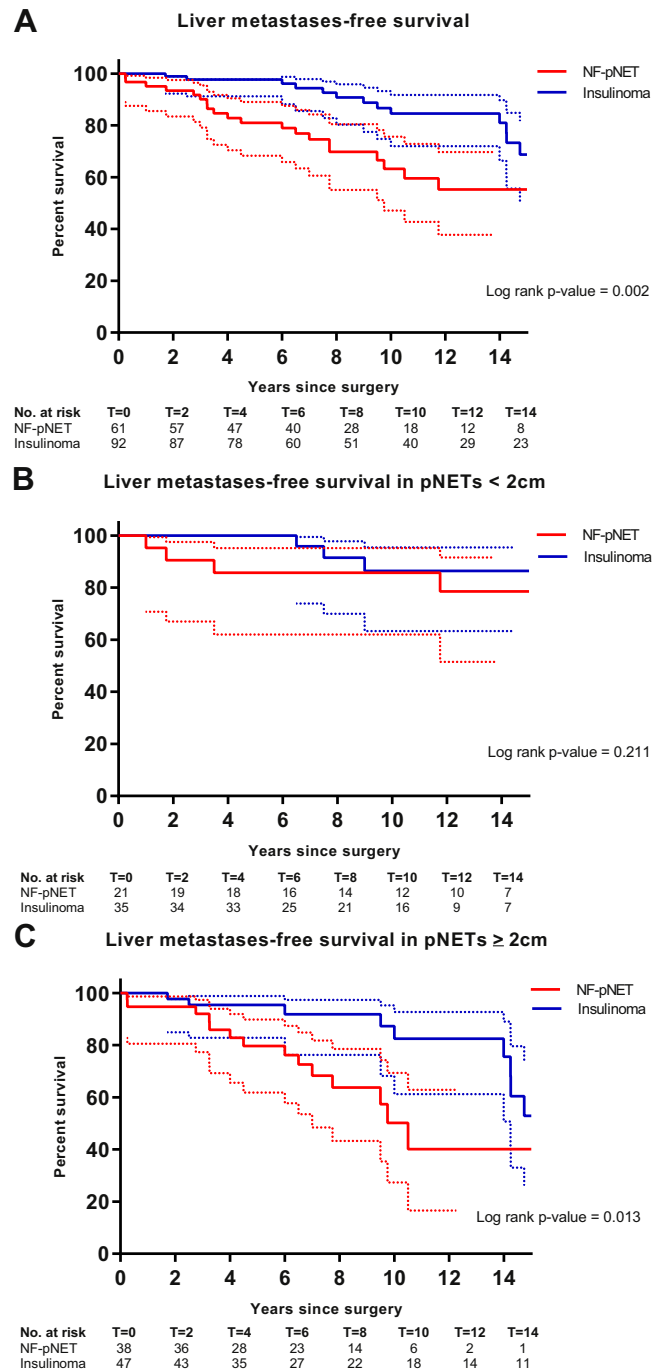 A
Liver metastases-free survival
NF-pNET
Insulinoma
100
80
60
40
20
0
Percent survival
Log rank p-value = 0.002
0 2 4 6 8 10 12 14
Years since surgery
No. at risk T=0 T=2 T=4 T=6 T=8 T=10 T=12 T=14
NF-pNET 61 57 47 40 28 18 12 8
Insulinoma 92 87 78 60 51 40 29 23
B
Liver metastases-free survival in pNETs < 2cm
NF-pNET
Insulinoma
100
80
60
40
20
0
Percent survival
Log rank p-value = 0.211
0 2 4 6 8 10 12 14
Years since surgery
No. at risk T=0 T=2 T=4 T=6 T=8 T=10 T=12 T=14
NF-pNET 21 19 18 16 14 12 10 7
Insulinoma 35 34 33 25 21 16 9 7
C
Liver metastases-free survival in pNETs ≥ 2cm
NF-pNET
Insulinoma
100
80
60
40
20
0
Percent survival
Log rank p-value = 0.013
0 2 4 6 8 10 12 14
Years since surgery
No. at risk T=0 T=2 T=4 T=6 T=8 T=10 T=12 T=14
NF-pNET 38 36 28 23 14 6 2 1
Insulinoma 47 43 35 27 22 18 14 11